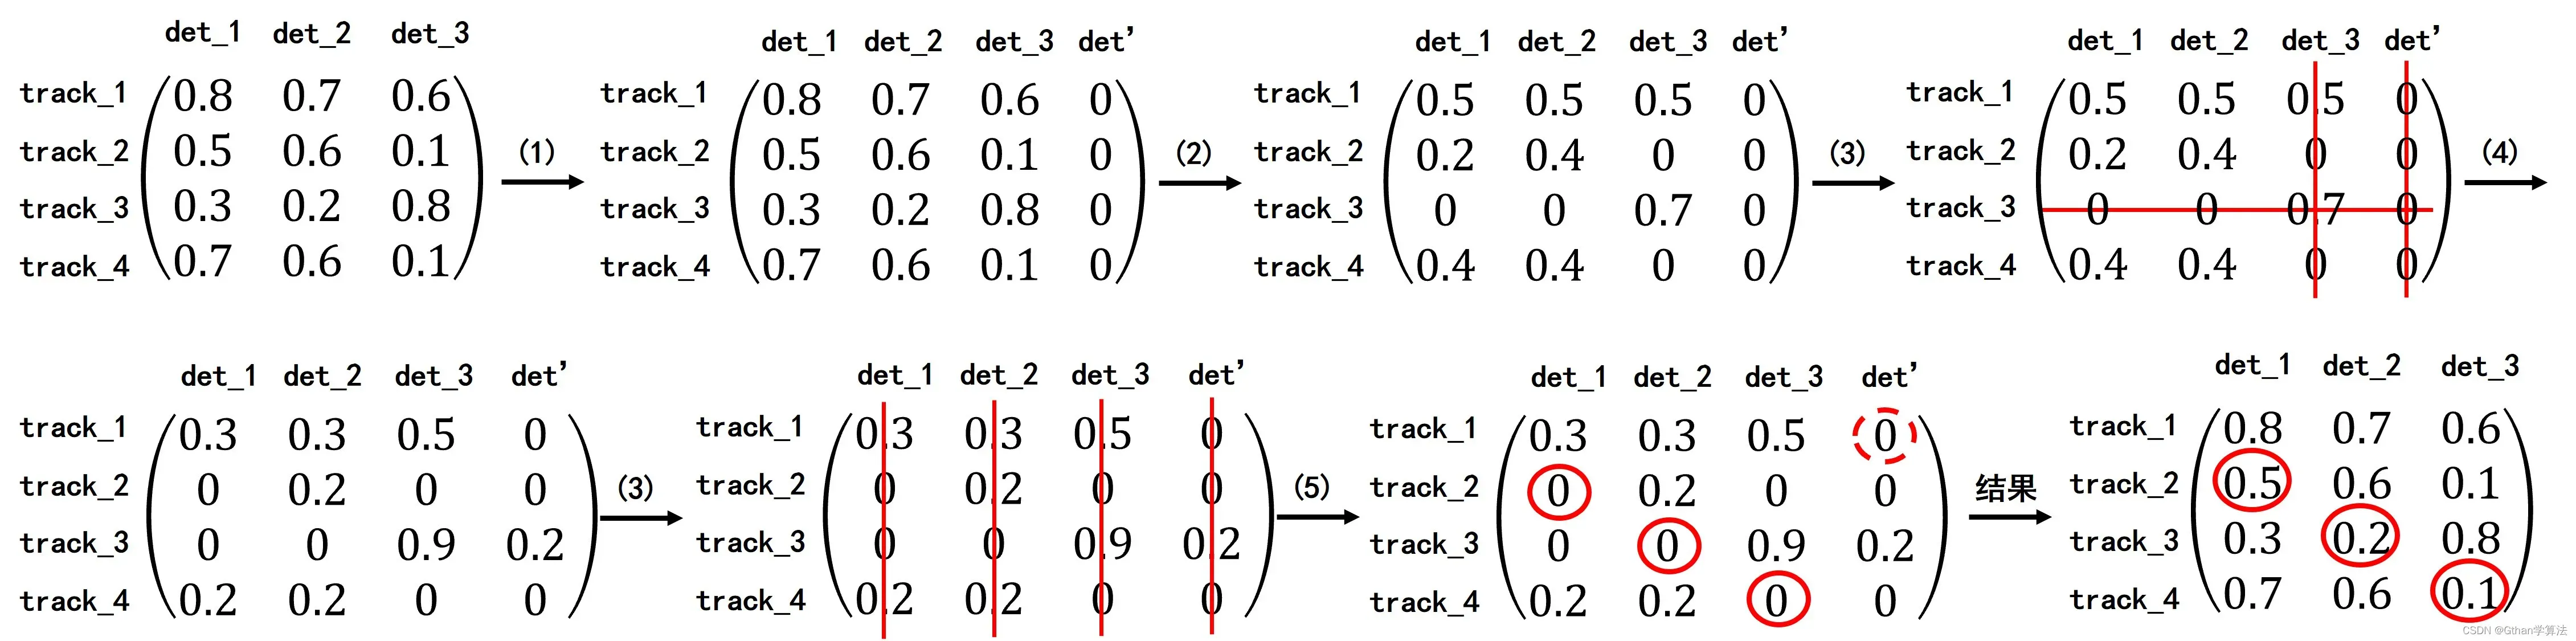 det_1 det_2 det_3
track_1 0.8 0.7 0.6
track_2 0.5 0.6 0.1
track_3 0.3 0.2 0.8
track_4 0.7 0.6 0.1
(1)
det_1 det_2 det_3 det'
track_1 0.8 0.7 0.6 0
track_2 0.5 0.6 0.1 0
track_3 0.3 0.2 0.8 0
track_4 0.7 0.6 0.1 0
(2)
det_1 det_2 det_3 det'
track_1 0.5 0.5 0.5 0
track_2 0.2 0.4 0 0
track_3 0 0 0.7 0
track_4 0.4 0.4 0 0
(3)
det_1 det_2 det_3 det'
track_1 0.5 0.5 0.5 0
track_2 0.2 0.4 0 0
track_3 0 0 0.7 0
track_4 0.4 0.4 0 0
(4)
det_1 det_2 det_3 det'
track_1 0.3 0.3 0.5 0
track_2 0 0.2 0 0
track_3 0 0 0.9 0.2
track_4 0.2 0.2 0 0
(3)
det_1 det_2 det_3 det'
track_1 0.3 0.3 0.5 0
track_2 0 0.2 0 0
track_3 0 0 0.9 0.2
track_4 0.2 0.2 0 0
(5)
det_1 det_2 det_3 det'
track_1 0.3 0.3 0.5 0
track_2 0 0.2 0 0
track_3 0 0 0.9 0.2
track_4 0.2 0.2 0 0
结果
det_1 det_2 det_3
track_1 0.8 0.7 0.6
track_2 0.5 0.6 0.1
track_3 0.3 0.2 0.8
track_4 0.7 0.6 0.1
CSDN @Gthan学算法